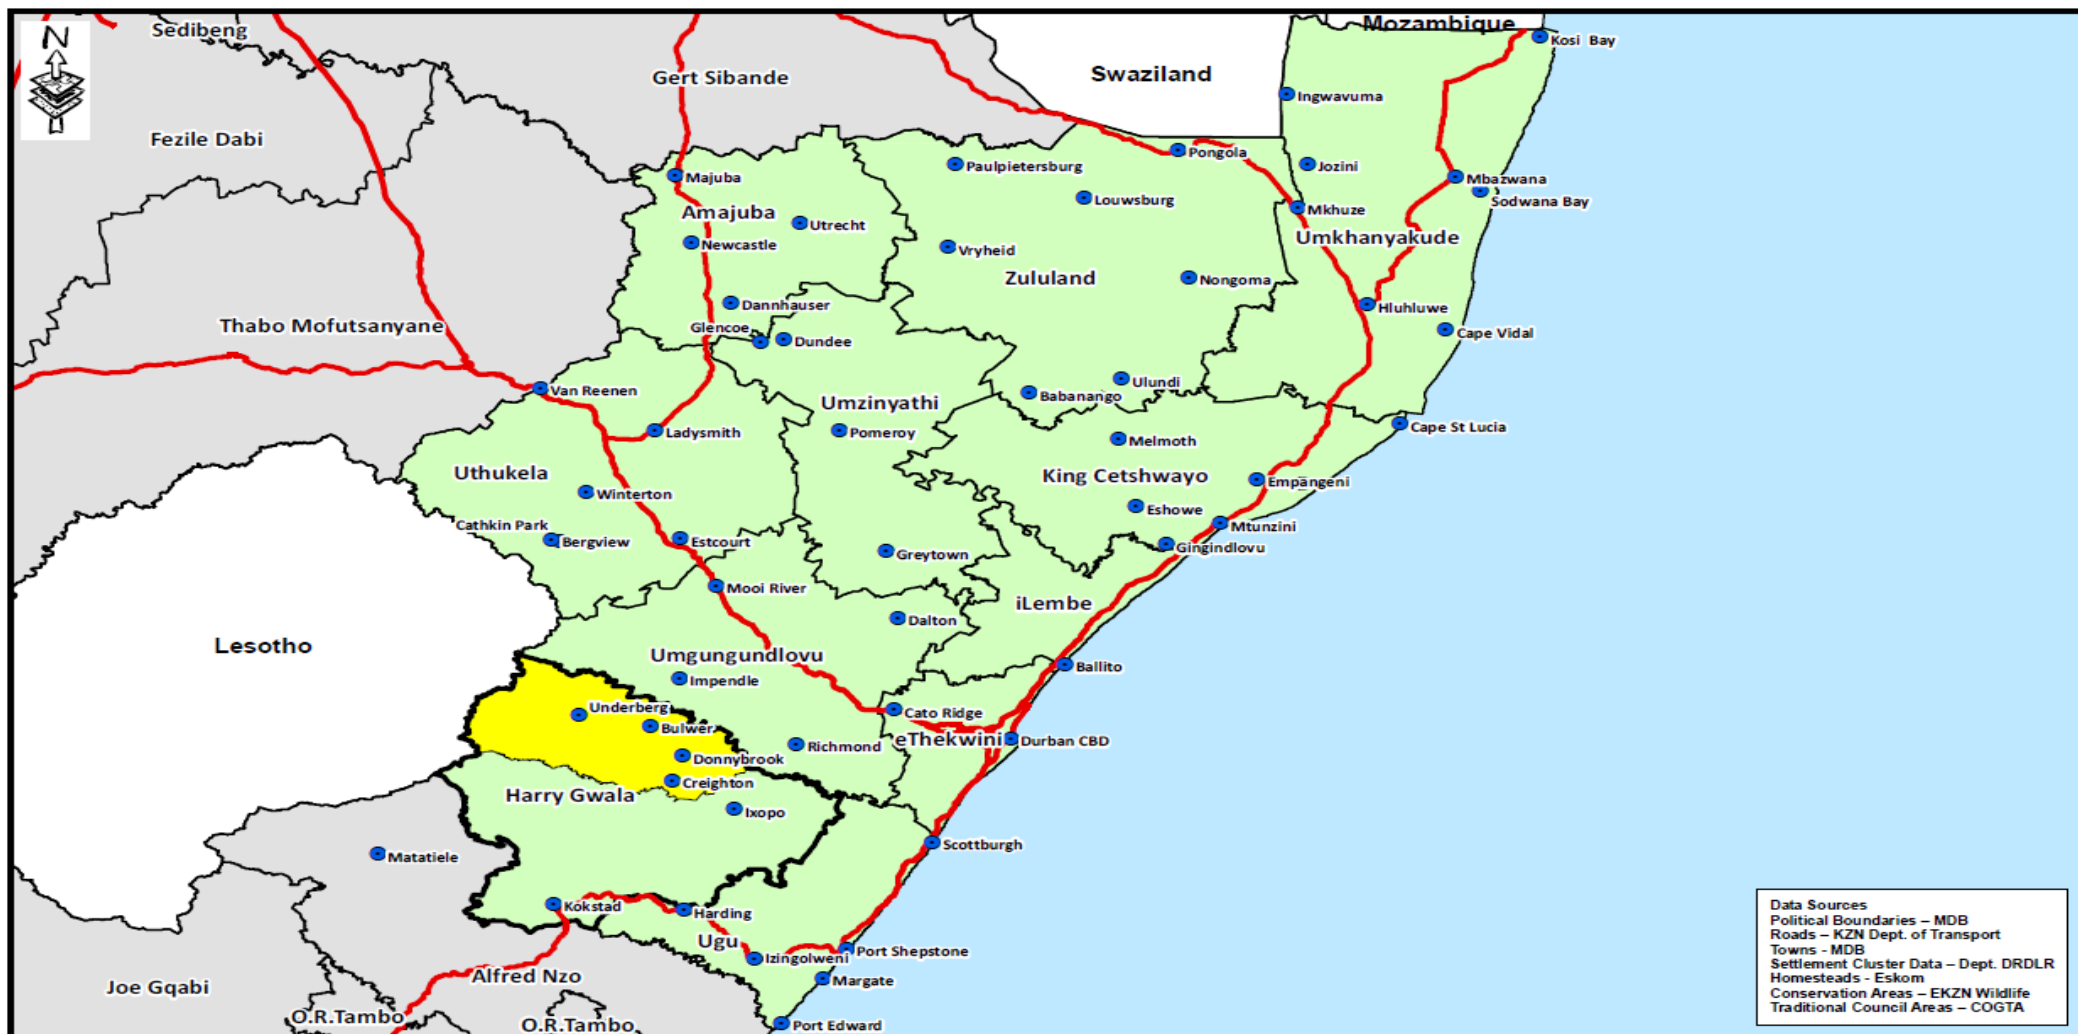 Mozambique
Sedibeng
N
Kosi Bay
Gert Sibande
Swaziland
Ingwavuma
Fezile Dabi
Pongola
Paulpietersburg
Jozini
Majuba
Mbazwana
Louwsburg
Sodwana Bay
Amajuba
Mkhuze
Utrecht
Newcastle
Umkhanyakude
Vryheid
Zululand
Nongoma
Dannhauser
Hluhluwe
Thabo Mofutsanyane
Glencoe
Dundee
Cape Vidal
Van Reenen
Ulundi
Babanango
Umzinyathi
Ladysmith
Pomeroy
Cape St Lucia
Melmoth
Uthukela
King Cetshwayo
Empangeni
Winterton
Eshowe
Cathkin Park
Mtunzini
Bergview
Estcourt
Gingindlovu
Greytown
Mooi River
iLembe
Dalton
Lesotho
Umgungundlovu
Ballito
Impendle
Underberg
Cato Ridge
Bulwer
eThekwini
Durban CBD
Richmond
Donnybrook
Creighton
Harry Gwala
Ixopo
Scottburgh
Matatiele
Kokstad
Harding
Ugu
Port Shepstone
Izingolweni
Alfred Nzo
Margate
Joe Gqabi
O.R.Tambo
O.R.Tambo
Port Edward
Data Sources
Political Boundaries – MDB
Roads – KZN Dept. of Transport
Towns - MDB
Settlement Cluster Data – Dept. DRDLR
Homesteads - Eskom
Conservation Areas – EKZN Wildlife
Traditional Council Areas – COGTA